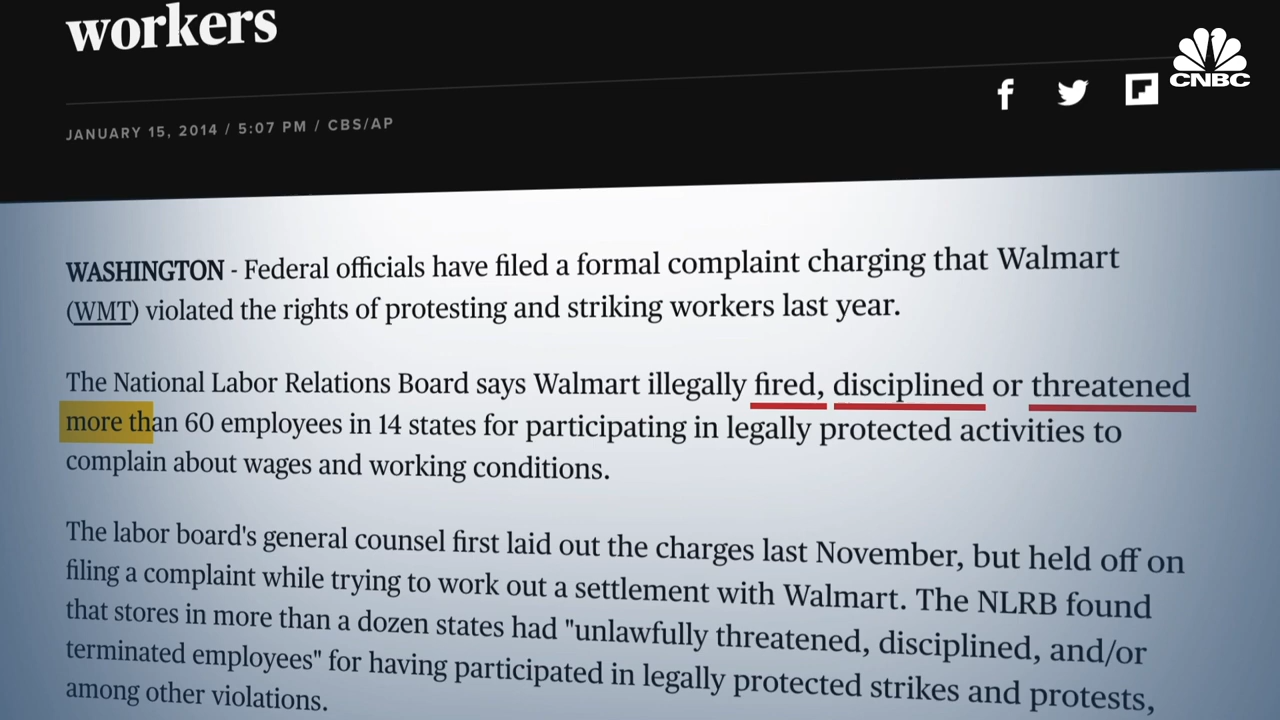 workers
CNBC
JANUARY 15, 2014 / 5:07 PM / CBS/AP
WASHINGTON - Federal officials have filed a formal complaint charging that Walmart
(WMT) violated the rights of protesting and striking workers last year.
The National Labor Relations Board says Walmart illegally fired, disciplined or threatened
more than 60 employees in 14 states for participating in legally protected activities to
complain about wages and working conditions.
The labor board's general counsel first laid out the charges last November, but held off on
filing a complaint while trying to work out a settlement with Walmart. The NLRB found
that stores in more than a dozen states had "unlawfully threatened, disciplined, and/or
terminated employees" for having participated in legally protected strikes and protests,
among other violations.